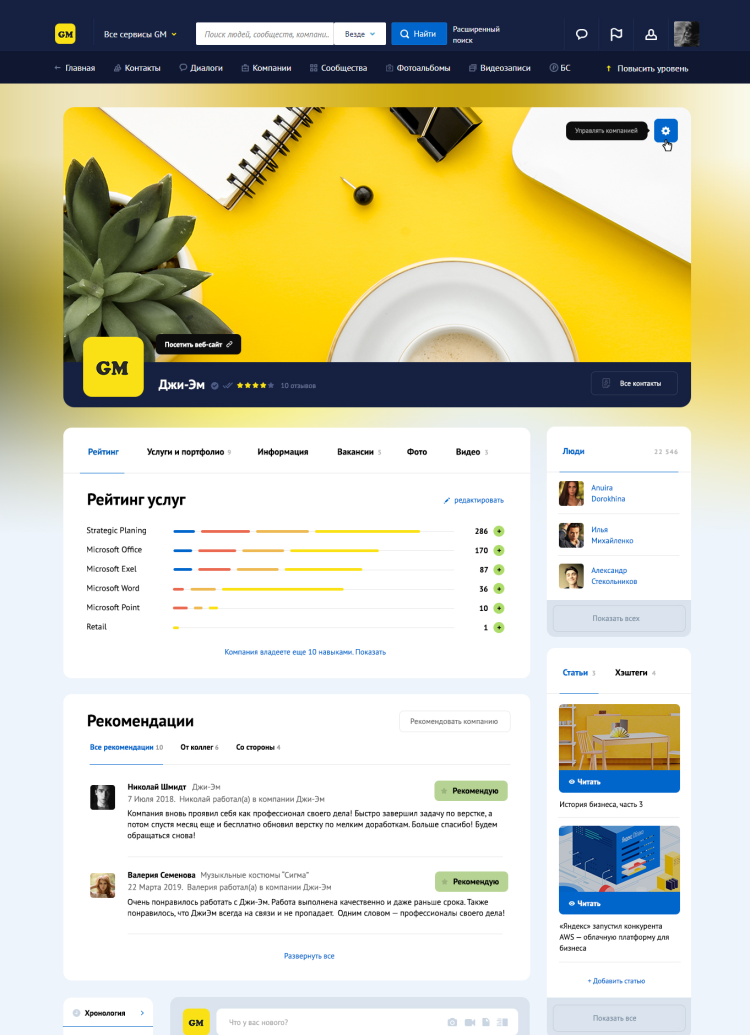 GM
Все сервисы GM
Поиск людей, сообществ, компани..
Везде
Найти
Расширенный
поиск
Главная
Контакты
Диалоги
Компании
Сообщества
Фотоальбомы
Видеозаписи
БС
Повысить уровень
Управлять компанией
Посетить веб-сайт
GM
Джи-Эм
10 отзывов
Все контакты
Рейтинг
Услуги и портфолио 9
Информация
Вакансии 5
Фото
Видео 3
Рейтинг услуг
редактировать
Strategic Planing 286 +
Microsoft Office 170 +
Microsoft Exel 87 +
Microsoft Word 36 +
Microsoft Point 10 +
Retail 1 +
Компания владеете еще 10 навыками. Показать
Люди 22 346
Anuira
Dorokhina
Илья
Михайленко
Александр
Стекольников
Показать всех
Рекомендации
Рекомендовать компанию
Все рекомендации 10
От коллег 6
Со стороны 4
Николай Шмидт Джи-Эм
7 Июля 2018. Николай работал(а) в компании Джи-Эм
Рекомендую
Компания вновь проявил себя как профессионал своего дела! Быстро завершил задачу по верстке, а
потом спустя месяц еще и бесплатно обновил верстку по мелким доработкам. Больше спасибо! Будем
обращаться снова!
Валерия Семенова Музыкльные костюмы "Сигма"
22 Марта 2019. Валерия работал(а) в компании Джи-Эм
Рекомендую
Очень понравилось работать с Джи-Эм. Работа выполнена качественно и даже раньше срока. Также
понравилось, что ДжиЭм всегда на связи и не пропадает. Одним словом — профессионалы своего дела!
Развернуть все
Статьи 3
Хэштеги 4
Читать
История бизнеса, часть 3
Читать
«Яндекс» запустил конкурента
AWS — облачную платформу для
бизнеса
+ Добавить статью
Показать все
Хронология
GM
Что у вас нового?